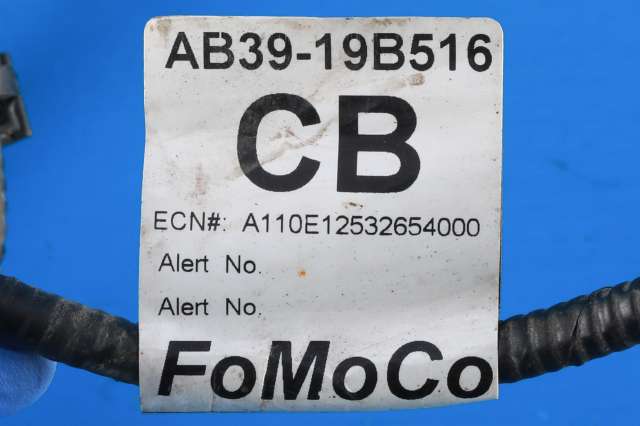 AB39-19B516
CB
ECN#: A110E12532654000
Alert No.
Alert No.
FoMoCo